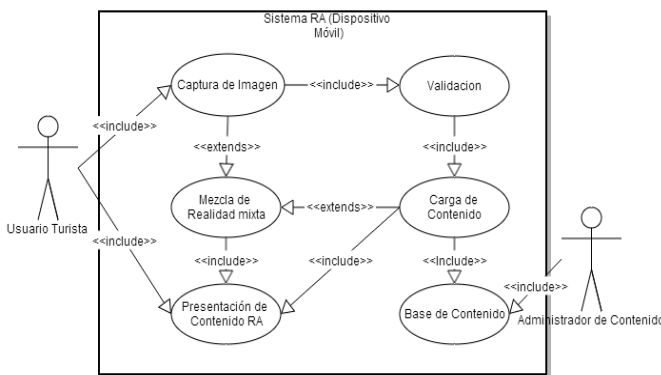 Sistema RA (Dispositivo
Móvil)
Captura de Imagen
<<include>>
Validacion
<<include>>
<<extends>>
<<include>>
Usuario Turista
Mezcla de
Realidad mixta
<<extends>>
Carga de
Contenido
<<include>>
<<include>>
<<include>>
<<Include>>
<<include>>
Presentación de
Contenido RA
Base de Contenido
Administrador de Contenido